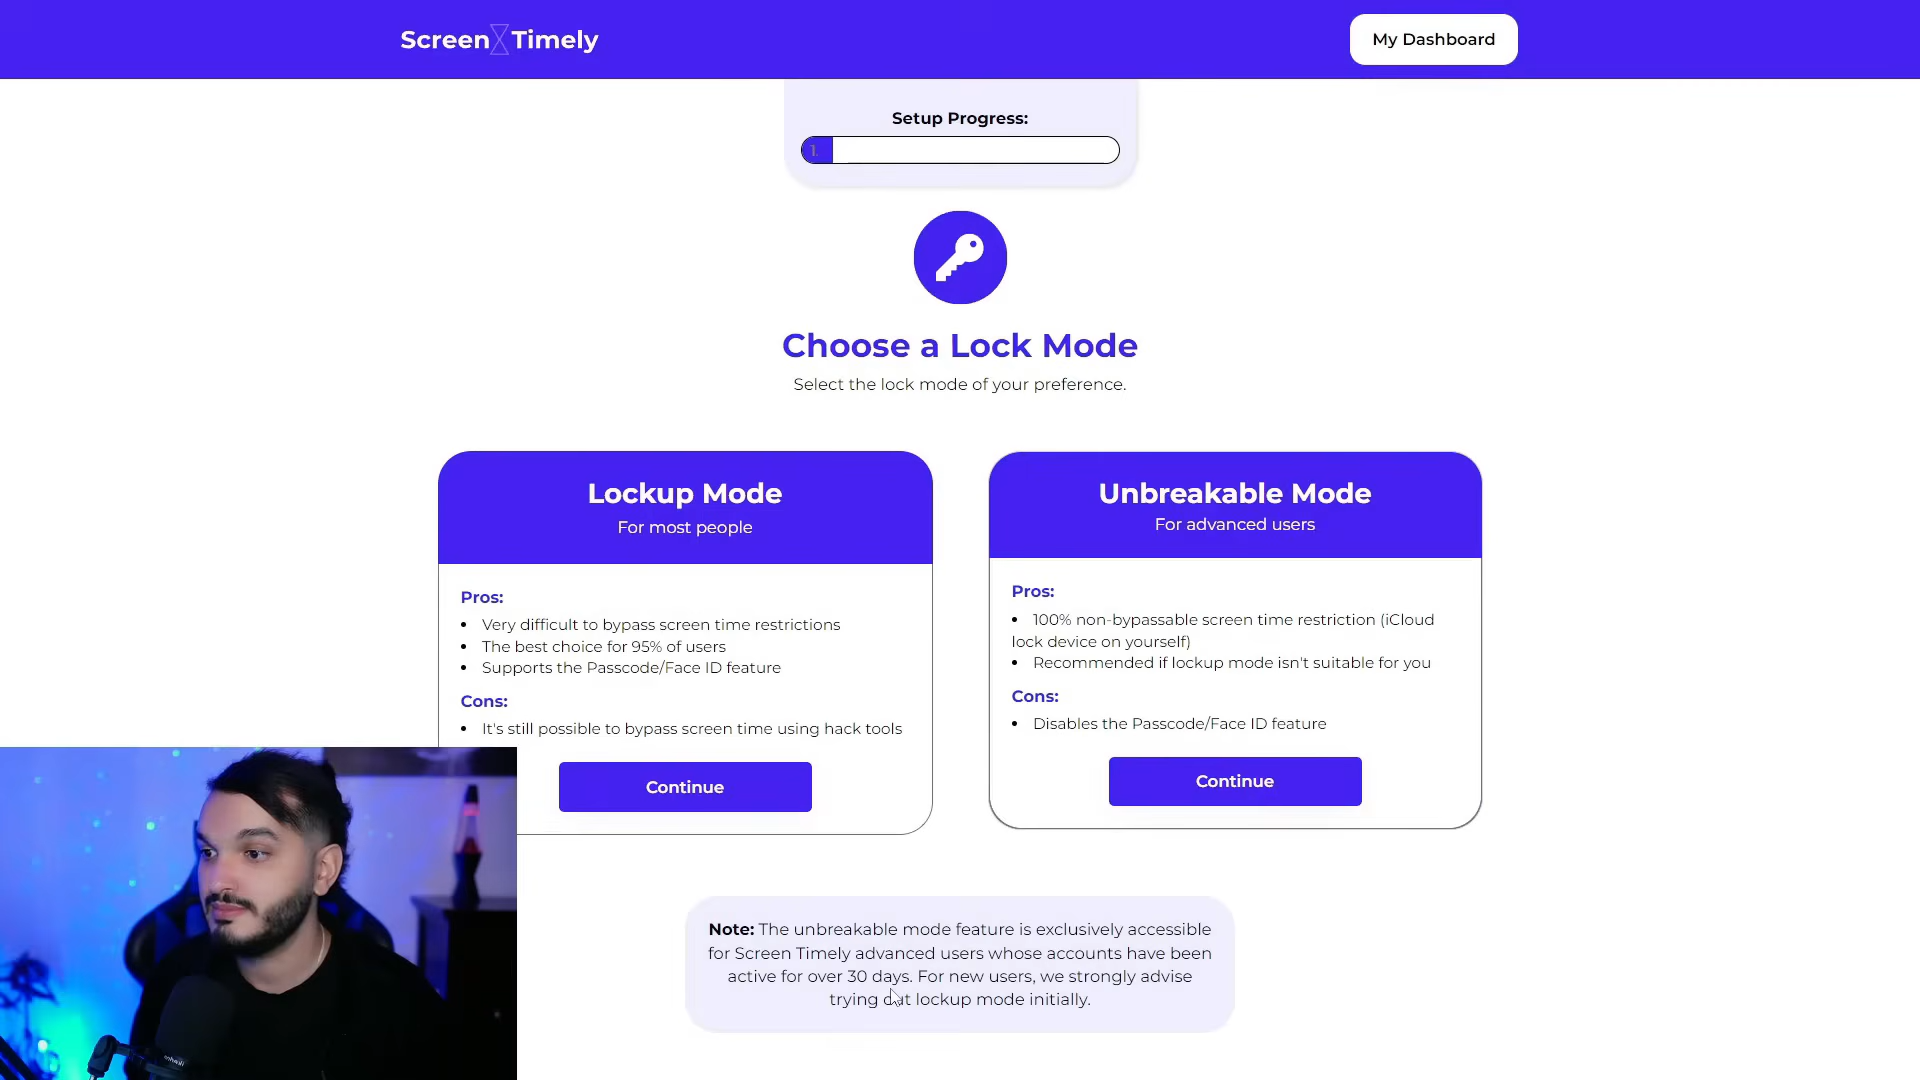 Screen Timely
My Dashboard
Setup Progress:
1.
Choose a Lock Mode
Select the lock mode of your preference.
Lockup Mode
For most people
Pros:
• Very difficult to bypass screen time restrictions
• The best choice for 95% of users
• Supports the Passcode/Face ID feature
Cons:
• It's still possible to bypass screen time using hack tools
Continue
Unbreakable Mode
For advanced users
Pros:
• 100% non-bypassable screen time restriction (iCloud
lock device on yourself)
• Recommended if lockup mode isn't suitable for you
Cons:
• Disables the Passcode/Face ID feature
Continue
Note: The unbreakable mode feature is exclusively accessible
for Screen Timely advanced users whose accounts have been
active for over 30 days. For new users, we strongly advise
trying out lockup mode initially.